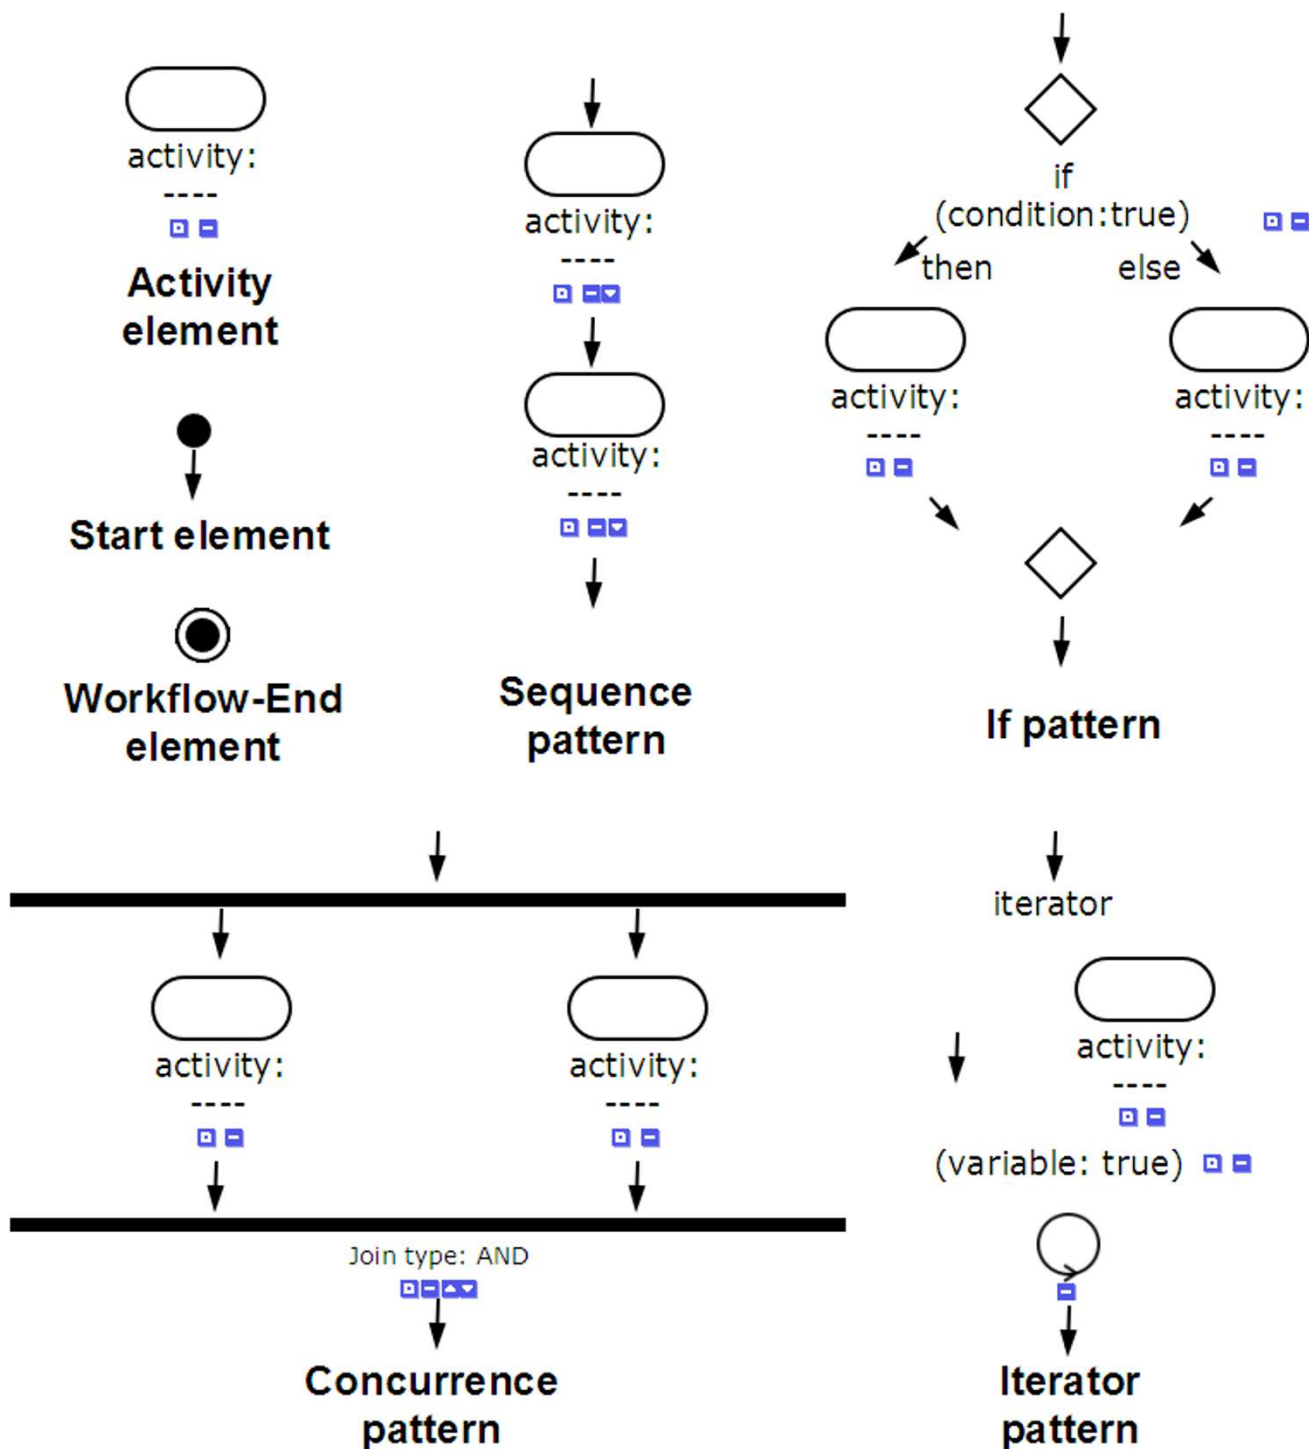 activity:
----
Activity
element
Start element
Workflow-End
element
activity:
----
activity:
----
Sequence
pattern
if
(condition:true)
then
else
activity:
----
activity:
----
If pattern
activity:
----
activity:
----
Join type: AND
Concurrence
pattern
iterator
activity:
----
(variable: true)
Iterator
pattern